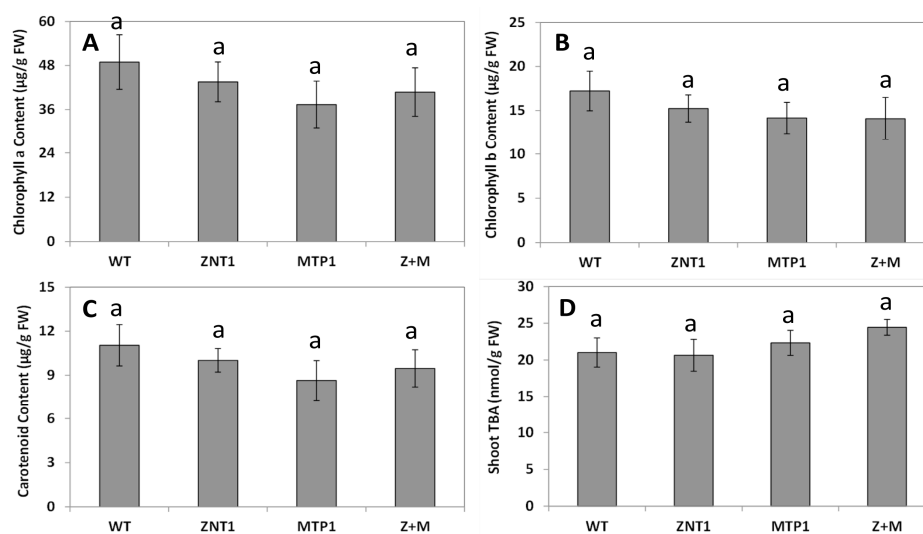 A
Chlorophyll a Content (µg/g FW)
60
48
36
24
12
0
a
a
a
a
WT
ZNT1
MTP1
Z+M
B
Chlorophyll b Content (µg/g FW)
25
20
15
10
5
0
a
a
a
a
WT
ZNT1
MTP1
Z+M
C
Carotenoid Content (µg/g FW)
15
12
9
6
3
0
a
a
a
a
WT
ZNT1
MTP1
Z+M
D
Shoot TBA (nmol/g FW)
30
25
20
15
10
5
0
a
a
a
a
WT
ZNT1
MTP1
Z+M